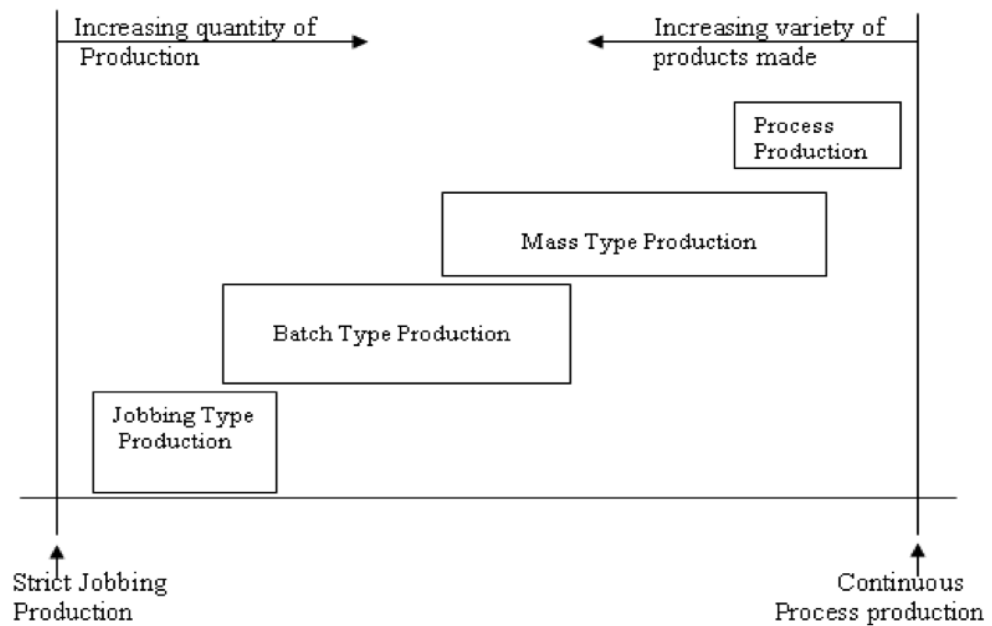 Increasing quantity of
Production
Increasing variety of
products made
Process
Production
Mass Type Production
Batch Type Production
Jobbing Type
Production
Strict Jobbing
Production
Continuous
Process production